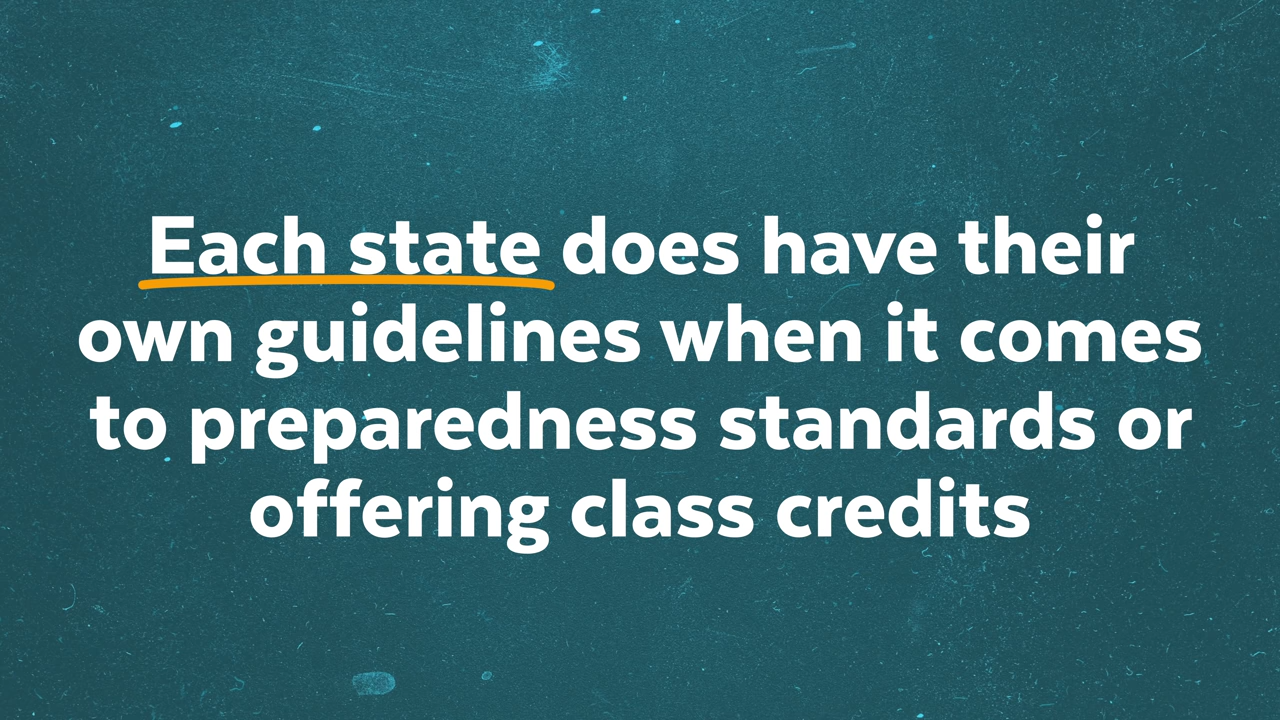 Each state does have their
own guidelines when it comes
to preparedness standards or
offering class credits